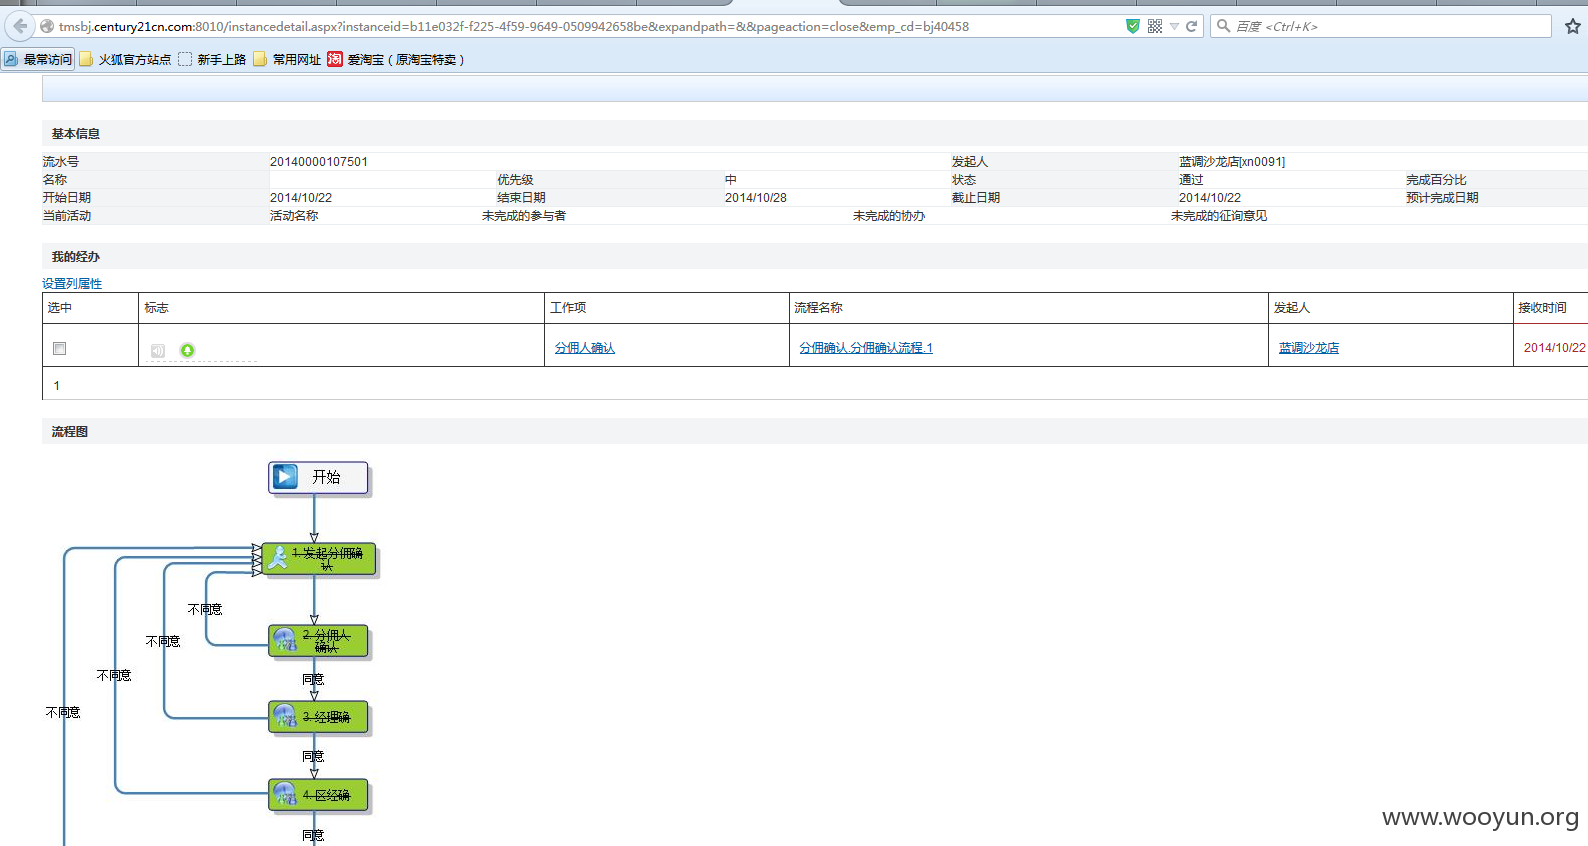 tmsbj.century21cn.com:8010/instancedetail.aspx?instanceid=b11e032f-f225-4f59-9649-0509942658be&expandpath=&&pageaction=close&emp_cd=bj40458
百度 <Ctrl+K>
最常访问 火狐官方站点 新手上路 常用网址 淘 爱淘宝（原淘宝特卖）
基本信息
流水号 20140000107501 发起人 蓝调沙龙店[xn0091]
名称 优先级 中 状态 通过 完成百分比
开始日期 2014/10/22 结束日期 2014/10/28 截止日期 2014/10/22 预计完成日期
当前活动 活动名称 未完成的参与者 未完成的协办 未完成的征询意见
我的经办
设置列属性
选中 标志 工作项 流程名称 发起人 接收时间
分佣人确认 分佣确认.分佣确认流程.1 蓝调沙龙店 2014/10/22
1
流程图
开始
1. 发起分佣确
认
不同意
2. 分佣人
确认
不同意
不同意
同意
不同意
3. 经理确
同意
4. 区经确
同意
www.wooyun.org